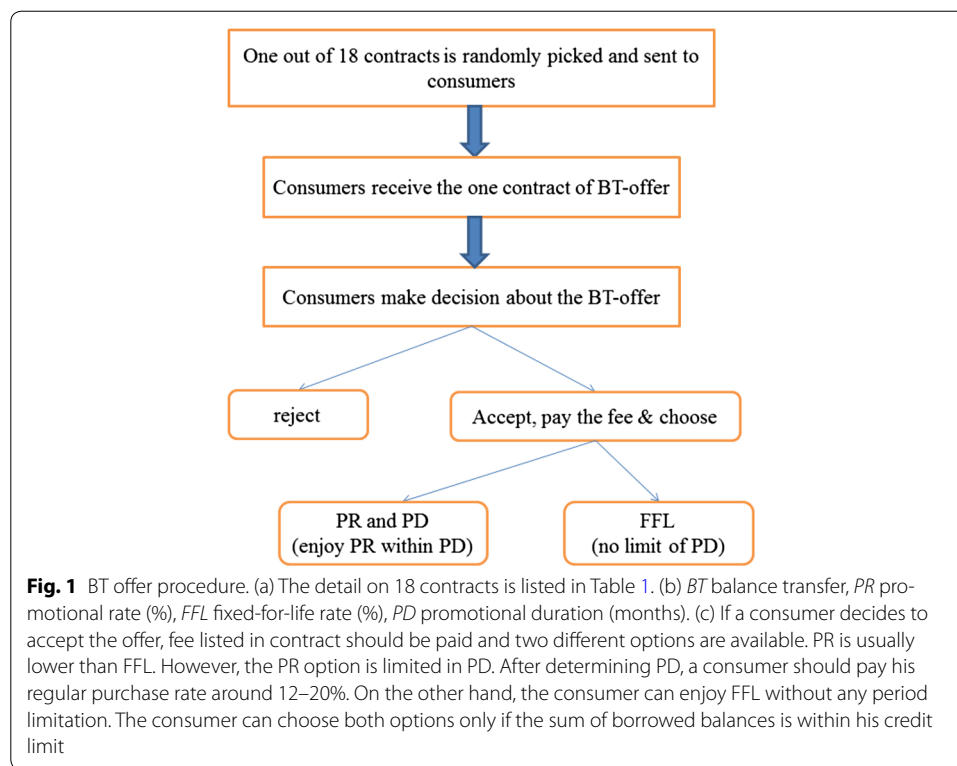 One out of 18 contracts is randomly picked and sent to
consumers
Consumers receive the one contract of BT-offer
Consumers make decision about the BT-offer
reject
Accept, pay the fee & choose
PR and PD
(enjoy PR within PD)
FFL
(no limit of PD)
Fig. 1 BT offer procedure. (a) The detail on 18 contracts is listed in Table 1. (b) BT balance transfer, PR pro-
motional rate (%), FFL fixed-for-life rate (%), PD promotional duration (months). (c) If a consumer decides to
accept the offer, fee listed in contract should be paid and two different options are available. PR is usually
lower than FFL. However, the PR option is limited in PD. After determining PD, a consumer should pay his
regular purchase rate around 12–20%. On the other hand, the consumer can enjoy FFL without any period
limitation. The consumer can choose both options only if the sum of borrowed balances is within his credit
limit